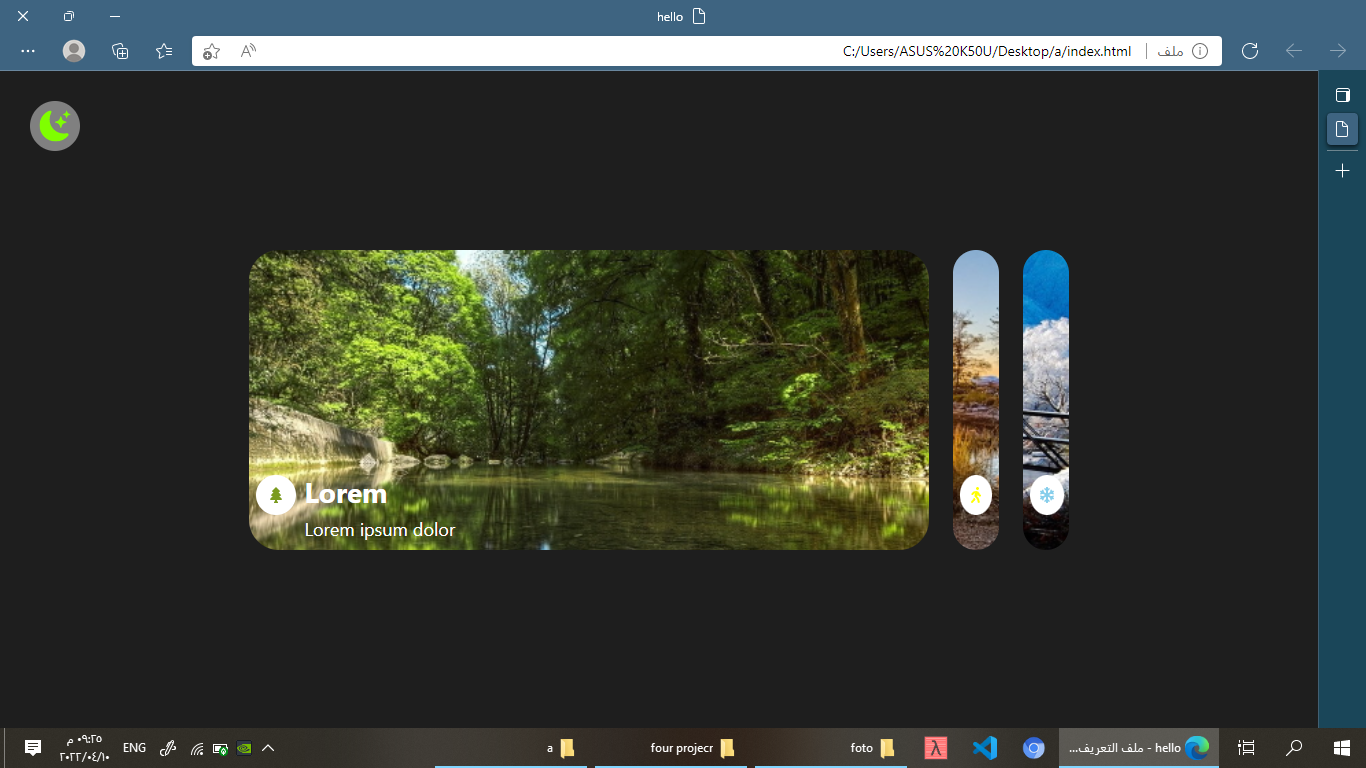 hello
ملف
C:/Users/ASUS%20K50U/Desktop/a/index.html
Lorem
Lorem ipsum dolor
hello - ملف التعريف...
foto
four projecr
a
ENG
٠٩:٢٥ م
٢٠٢٢/٠٤/١٠